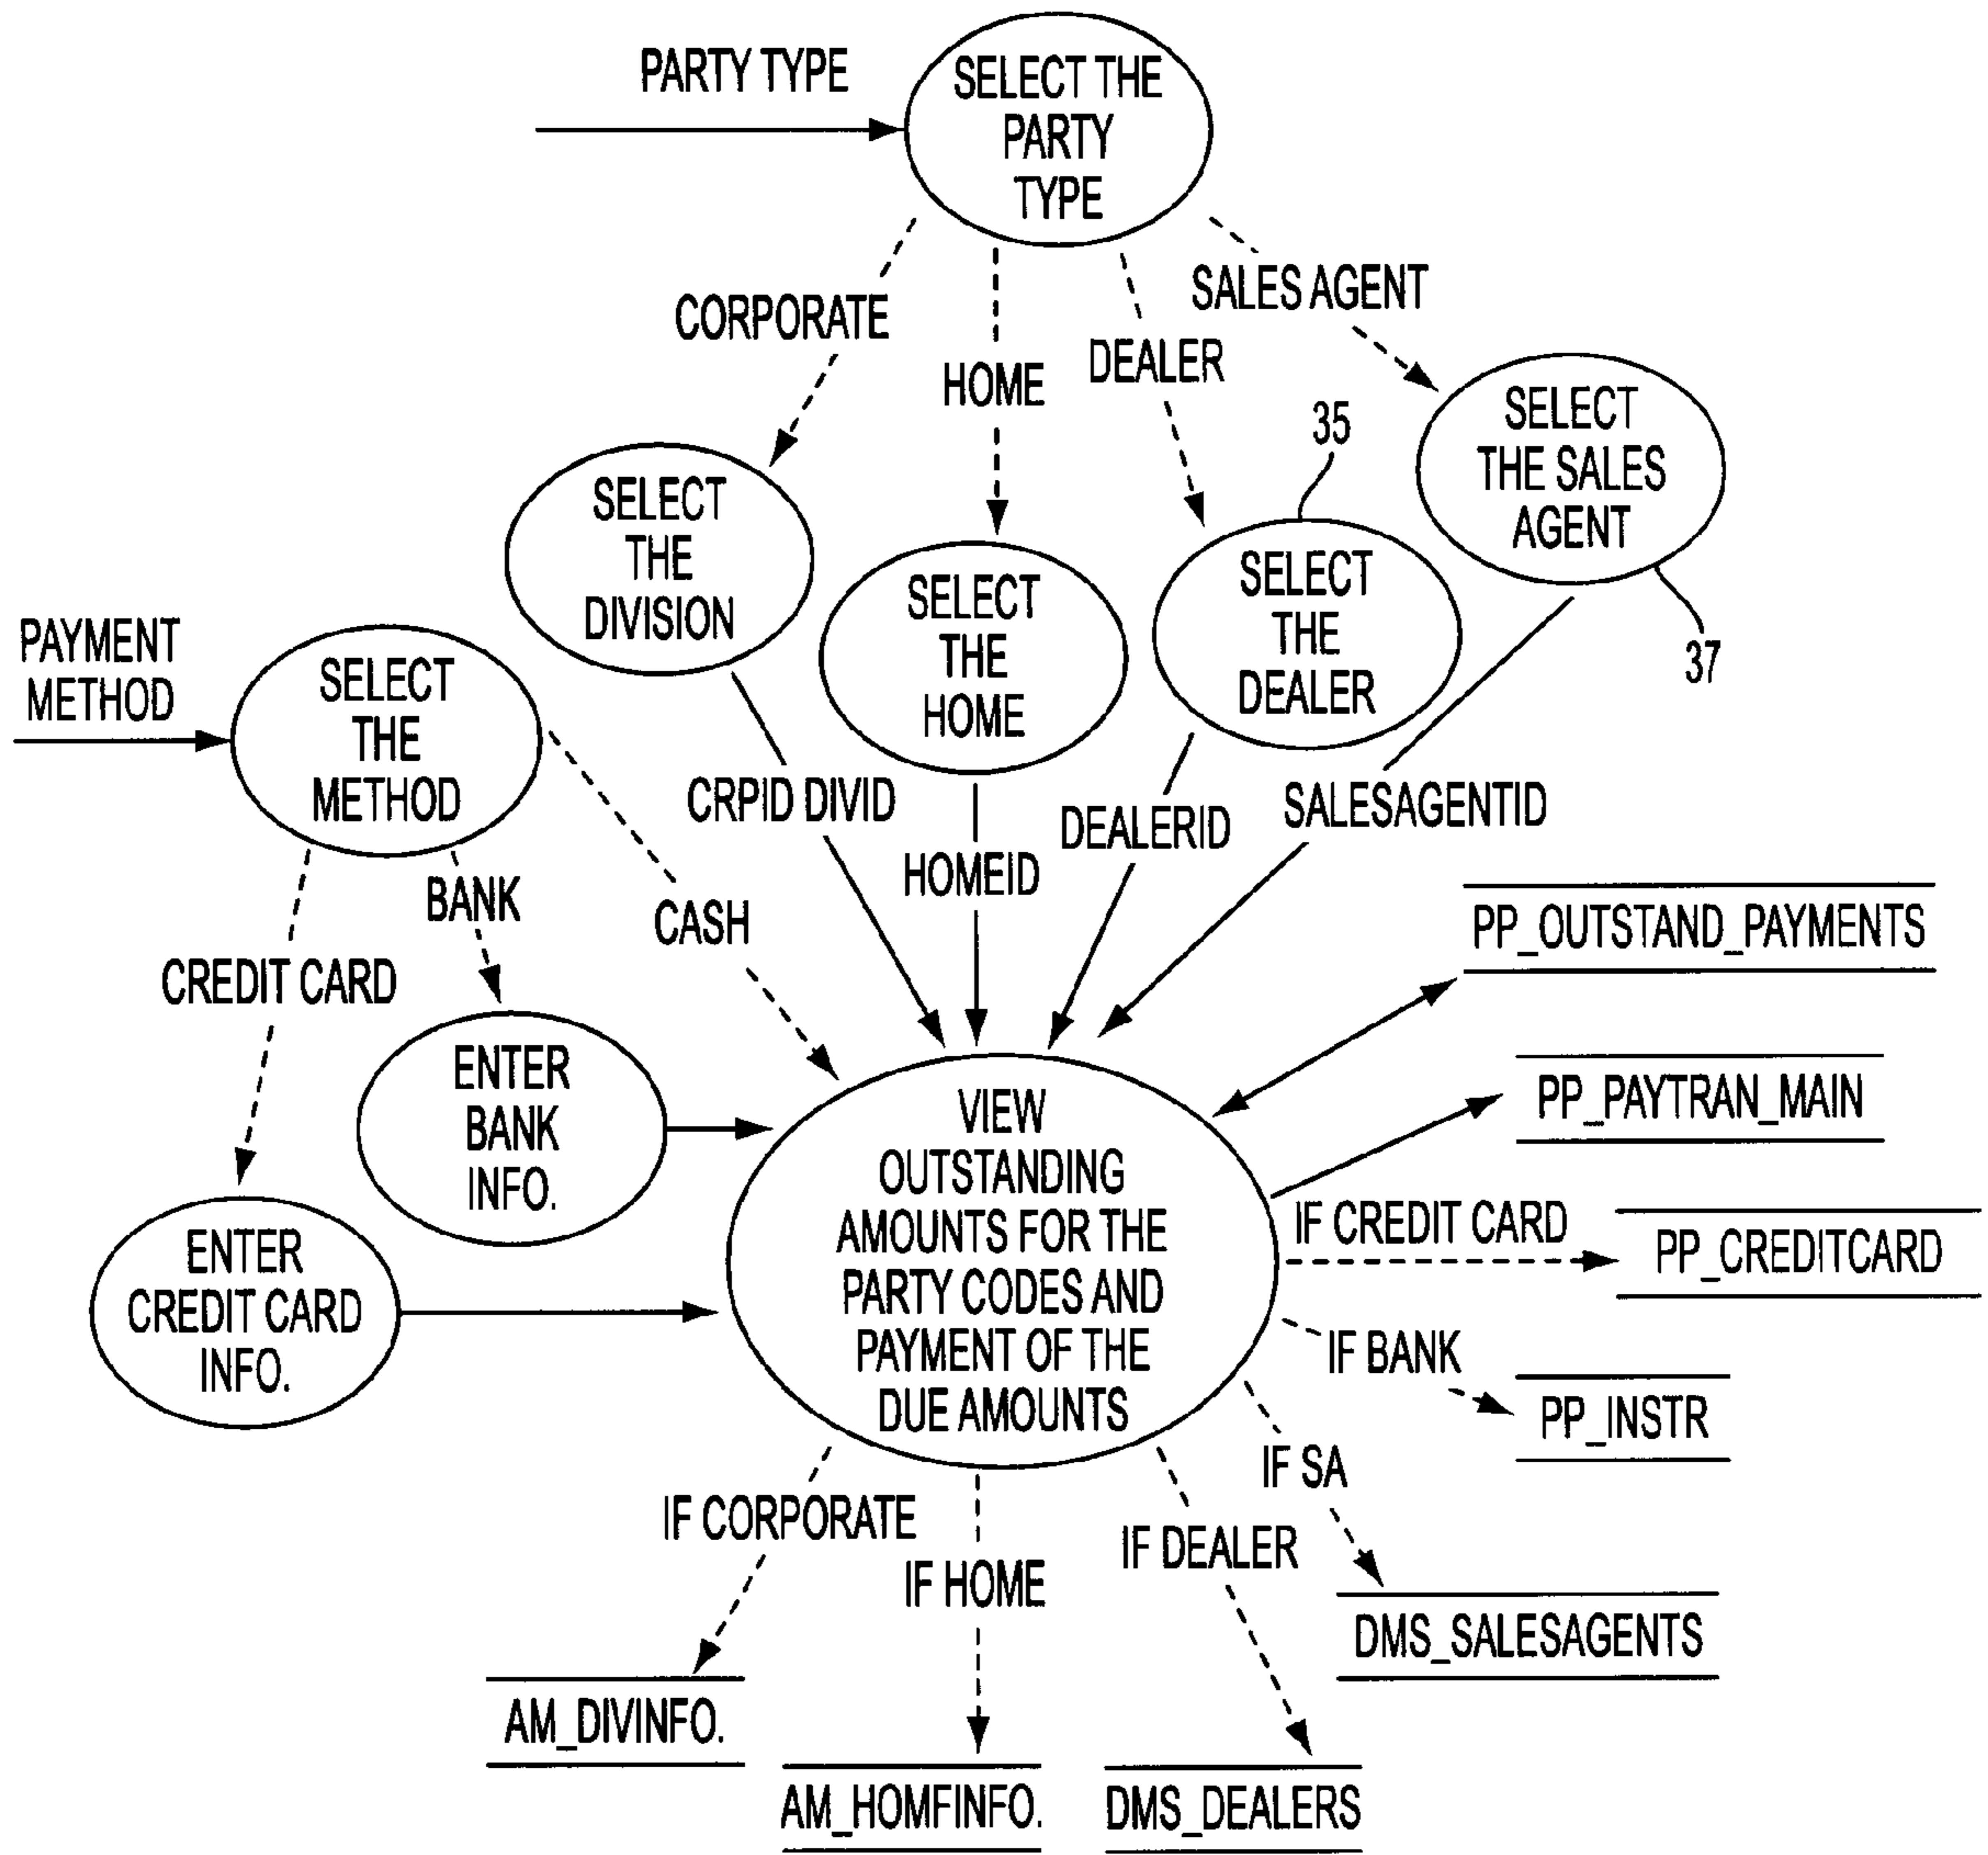 PARTY TYPE
SELECT THE
PARTY
TYPE
CORPORATE
HOME
DEALER
SALES AGENT
SELECT
THE
DIVISION
SELECT
THE
HOME
35
SELECT
THE
DEALER
SELECT
THE SALES
AGENT
37
PAYMENT
METHOD
SELECT
THE
METHOD
CRPID DIVID
HOMEID
DEALERID
SALESAGENTID
CREDIT CARD
BANK
CASH
ENTER
BANK
INFO.
ENTER
CREDIT CARD
INFO.
VIEW
OUTSTANDING
AMOUNTS FOR THE
PARTY CODES AND
PAYMENT OF THE
DUE AMOUNTS
PP_OUTSTAND_PAYMENTS
PP_PAYTRAN_MAIN
IF CREDIT CARD
PP_CREDITCARD
IF BANK
PP_INSTR
IF SA
DMS_SALESAGENTS
IF DEALER
DMS_DEALERS
IF HOME
AM_HOMFINFO.
IF CORPORATE
AM_DIVINFO.